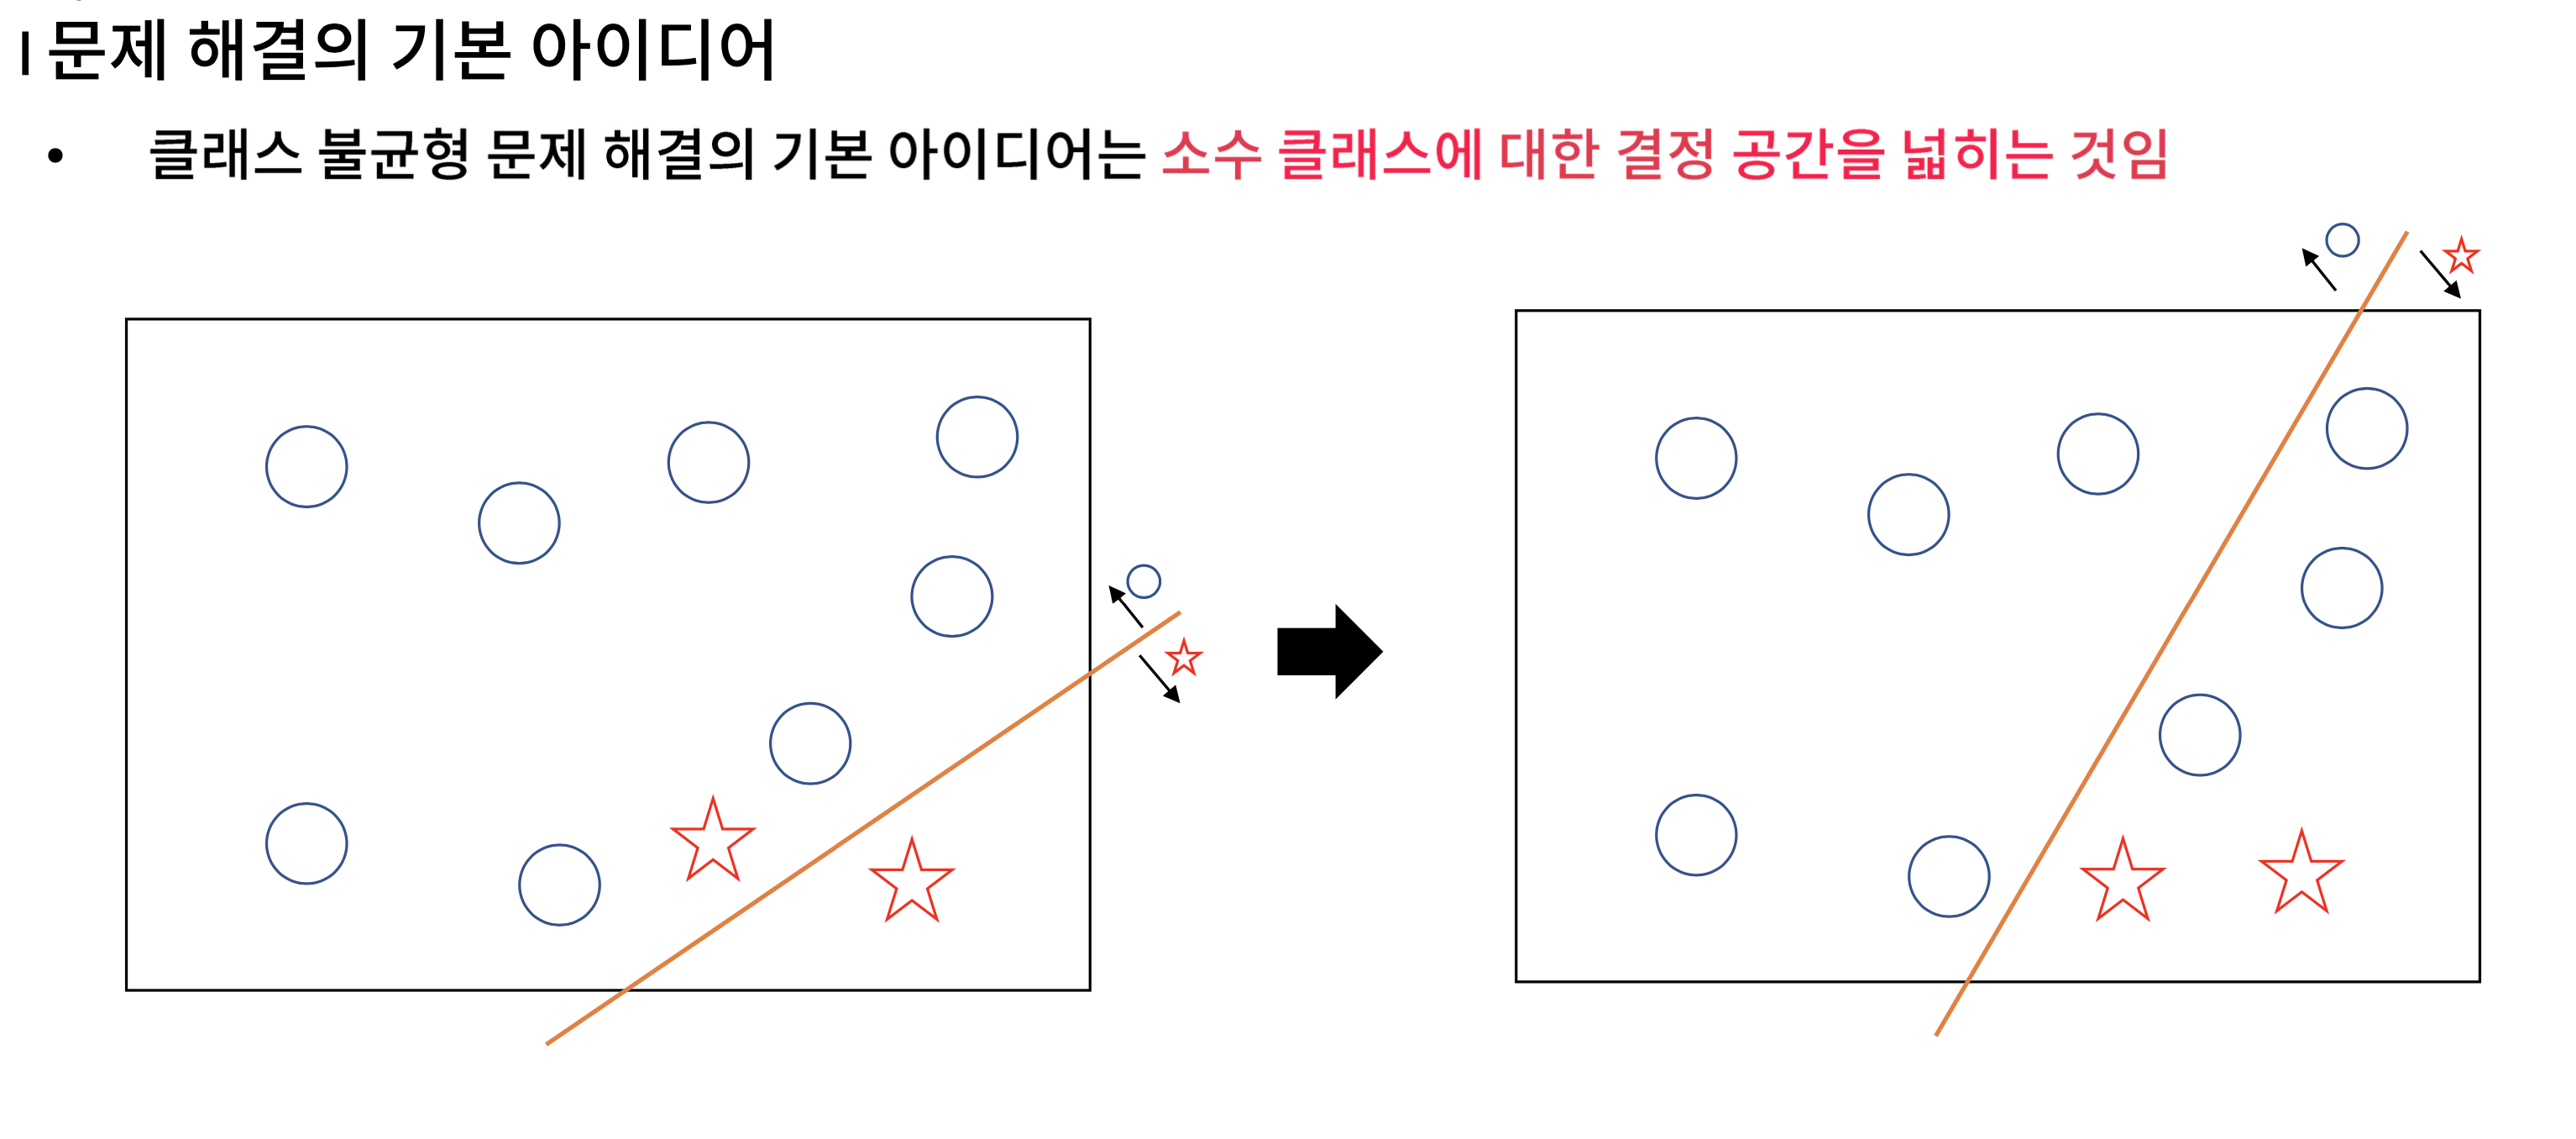 | 문제 해결의 기본 아이디어
• 클래스 불균형 문제 해결의 기본 아이디어는 소수 클래스에 대한 결정 공간을 넓히는 것임